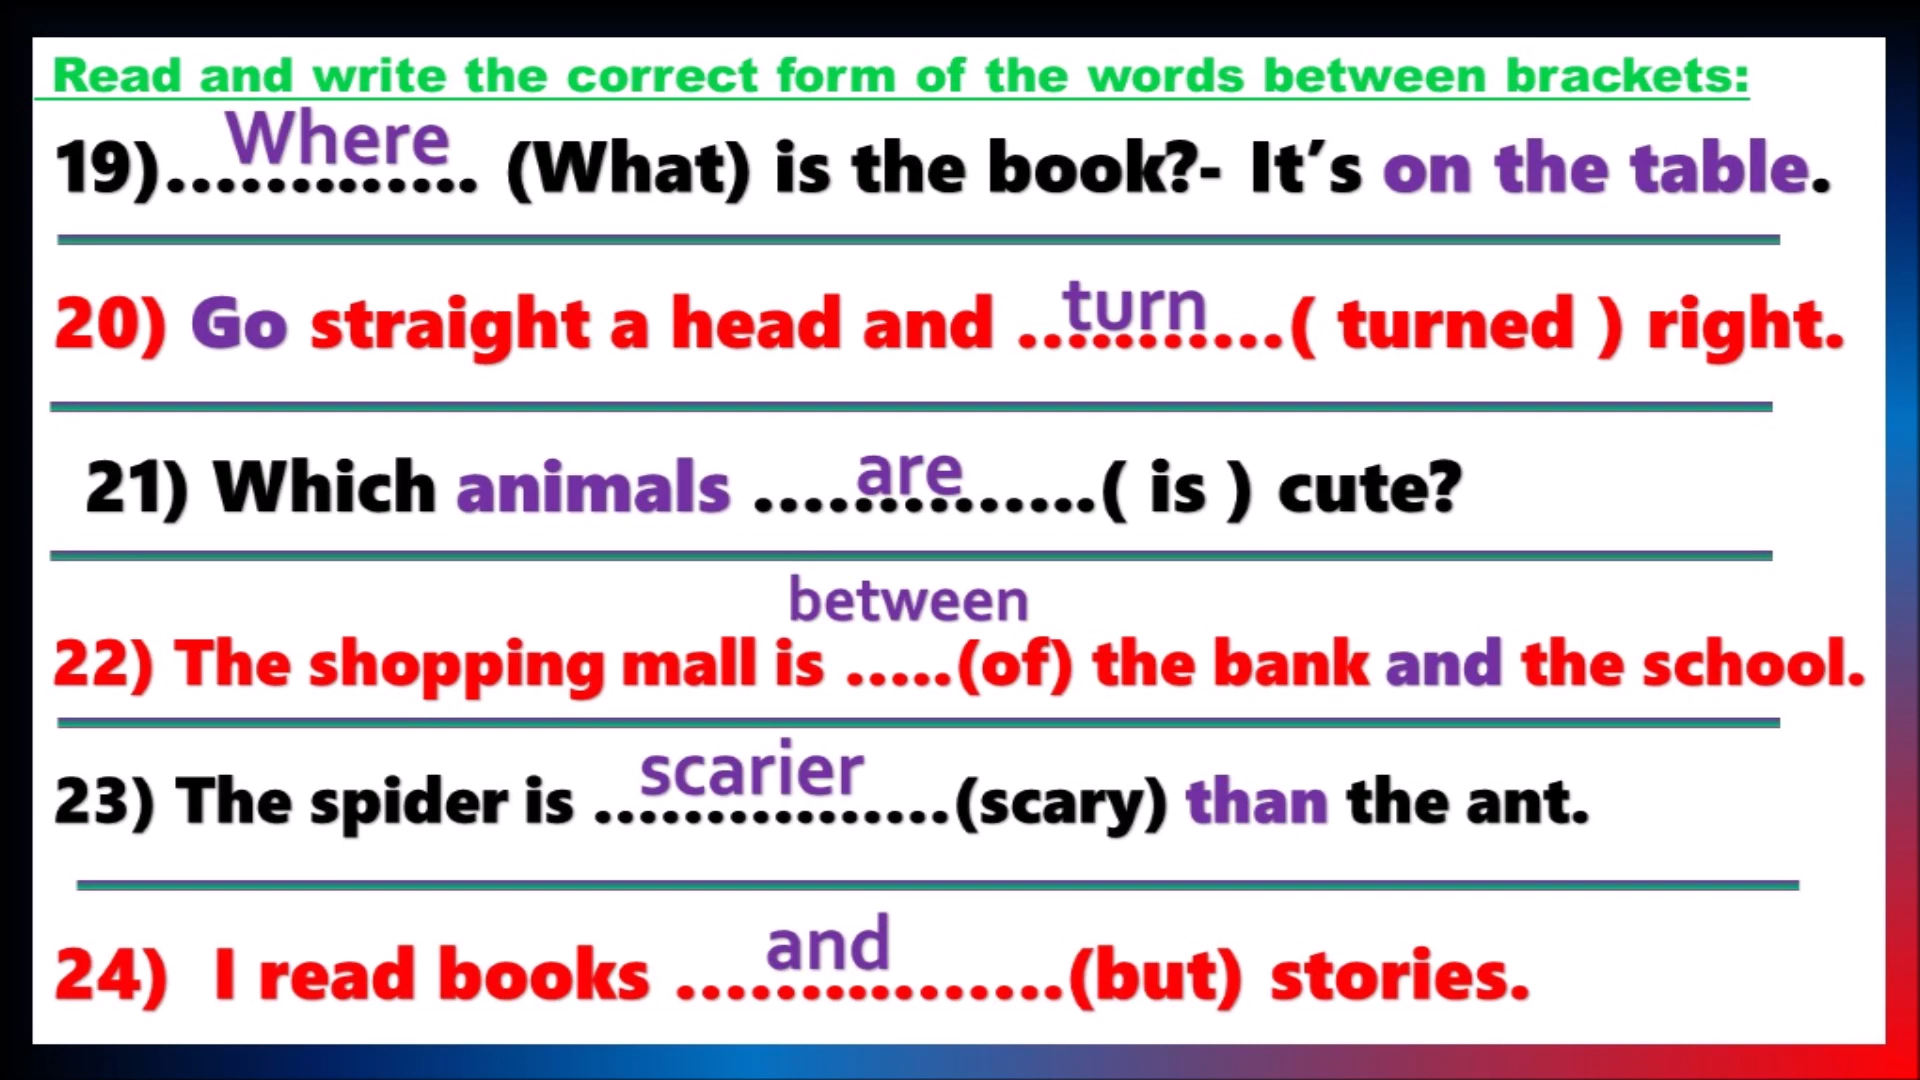 Read and write the correct form of the words between brackets:
Where
19)............. (What) is the book?- It’s on the table.
turn
20) Go straight a head and ...........( turned ) right.
are
21) Which animals ..............( is ) cute?
between
22) The shopping mall is .....(of) the bank and the school.
scarier
23) The spider is ................(scary) than the ant.
and
24) I read books ................(but) stories.